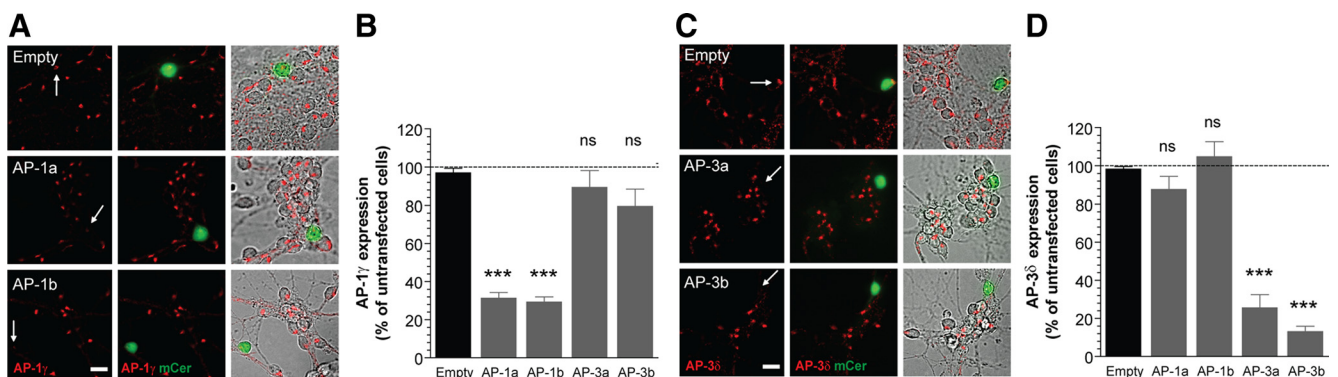 A
Empty
AP-1a
AP-1b
AP-1γ
AP-1γ mCer
B
AP-1γ expression
(% of untransfected cells)
120
100
80
60
40
20
0
ns
ns
***
***
Empty
AP-1a
AP-1b
AP-3a
AP-3b
C
Empty
AP-3a
AP-3b
AP-3δ
AP-3δ mCer
D
AP-3δ expression
(% of untransfected cells)
120
100
80
60
40
20
0
ns
ns
***
***
Empty
AP-1a
AP-1b
AP-3a
AP-3b